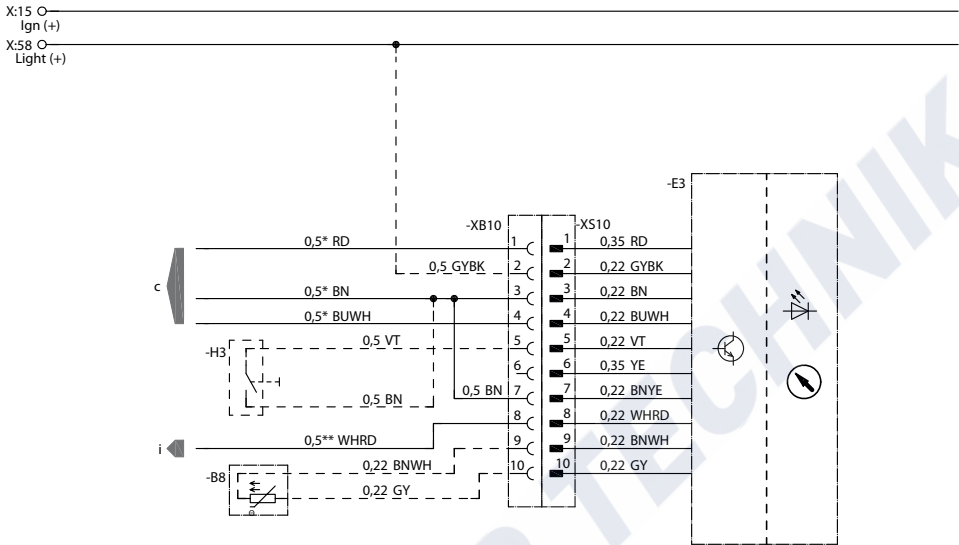 X:15
Ign (+)
X:58
Light (+)
-E3
-XB10 -XS10
0,5* RD 1 1 0,35 RD
0,5 GYBK 2 2 0,22 GYBK
c 0,5* BN 3 3 0,22 BN
0,5* BUWH 4 4 0,22 BUWH
-H3 0,5 VT 5 5 0,22 VT
6 6 0,35 YE
0,5 BN 0,5 BN 7 7 0,22 BNYE
8 8 0,22 WHRD
i 0,5** WHRD 9 9 0,22 BNWH
-B8 0,22 BNWH 10 10 0,22 GY
0,22 GY
TECHNIK